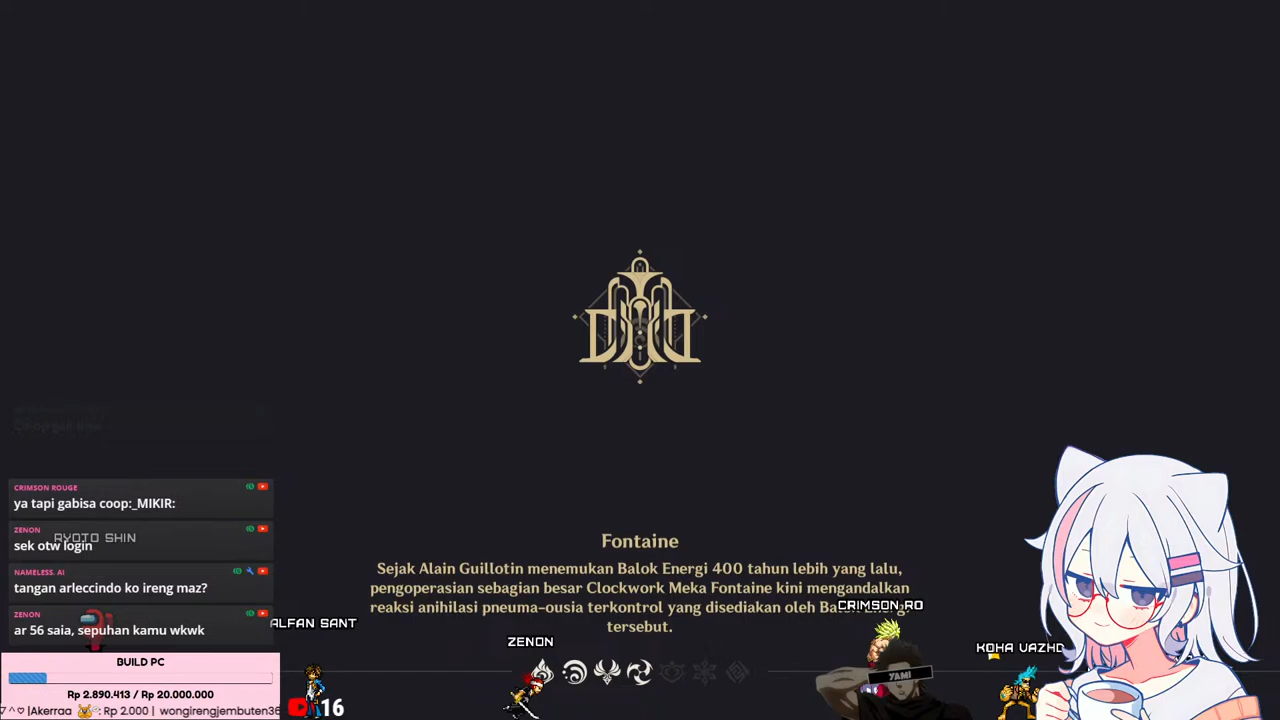 CRIMSON ROUGE
ya tapi gabisa coop:_MIKIR:
ZENON
RYOTO SHIN
sek otw login
NAMELESS. AI
tangan arleccindo ko ireng maz?
ZENON
ar 56 saia, sepuhan kamu wkwk
BUILD PC
Rp 2.890.413 / Rp 20.000.000
|Akerraa : Rp 2.000 | wongirengjembuten36
ALFAN SANT
16
ZENON
Fontaine
Sejak Alain Guillotin menemukan Balok Energi 400 tahun lebih yang lalu,
pengoperasian sebagian besar Clockwork Meka Fontaine kini mengandalkan
reaksi anihilasi pneuma-ousia terkontrol yang disediakan oleh Balok Energi
tersebut.
CRIMSON RO
YAMI
KOHA VAZHD